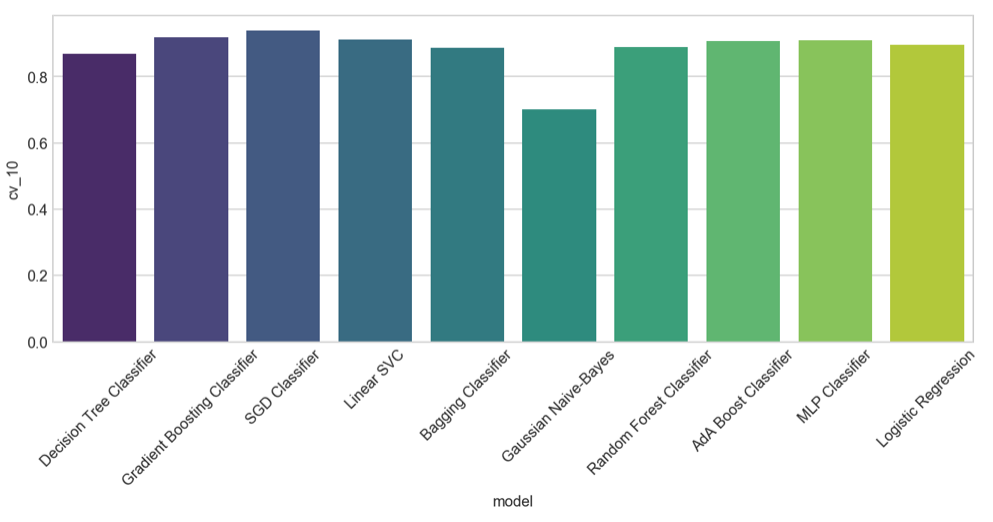 cv_10
0.8
0.6
0.4
0.2
0.0
Decision Tree Classifier
Gradient Boosting Classifier
SGD Classifier
Linear SVC
Bagging Classifier
Gaussian Naive-Bayes
Random Forest Classifier
AdA Boost Classifier
MLP Classifier
Logistic Regression
model